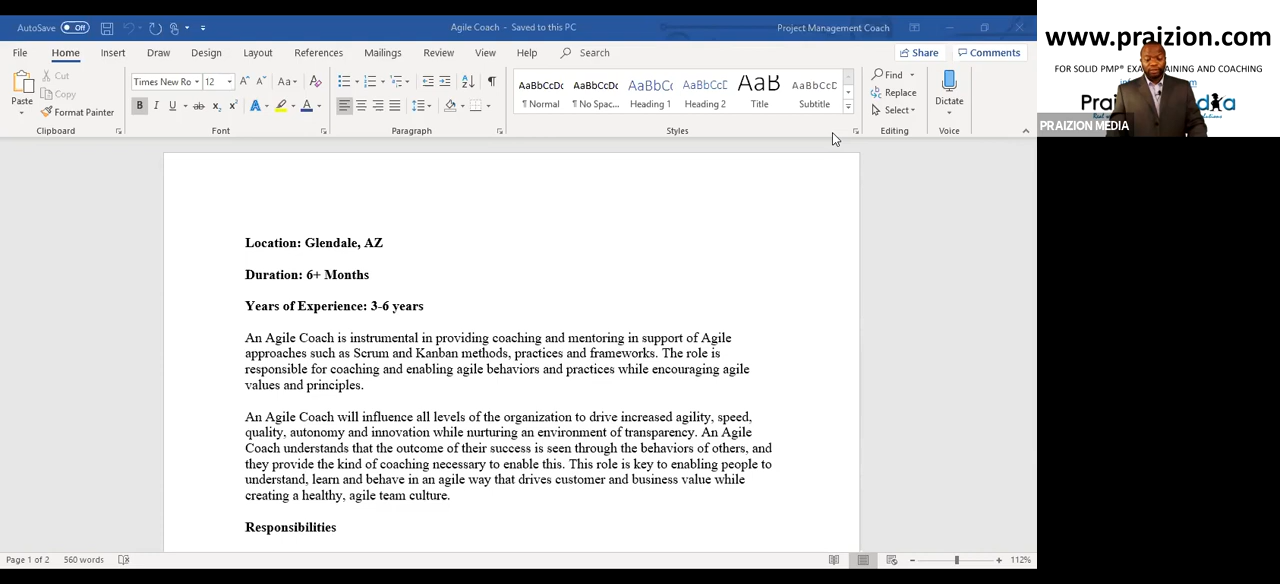 AutoSave Off
Agile Coach - Saved to this PC
Project Management Coach
File Home Insert Draw Design Layout References Mailings Review View Help Search
Share Comments
Paste
Cut
Copy
Format Painter
Clipboard
Times New Ro 12
Aa
B I U ab x₂ x²
Font
Paragraph
AaBbCcDc AaBbCcDc AaBbC( AaBbCcD AaB AaBbCcD
¶ Normal ¶ No Spac... Heading 1 Heading 2 Title Subtitle
Styles
Find
Replace
Select
Editing
Dictate
Voice
www.praizion.com
PRAIZION MEDIA
Location: Glendale, AZ
Duration: 6+ Months
Years of Experience: 3-6 years
An Agile Coach is instrumental in providing coaching and mentoring in support of Agile
approaches such as Scrum and Kanban methods, practices and frameworks. The role is
responsible for coaching and enabling agile behaviors and practices while encouraging agile
values and principles.
An Agile Coach will influence all levels of the organization to drive increased agility, speed,
quality, autonomy and innovation while nurturing an environment of transparency. An Agile
Coach understands that the outcome of their success is seen through the behaviors of others, and
they provide the kind of coaching necessary to enable this. This role is key to enabling people to
understand, learn and behave in an agile way that drives customer and business value while
creating a healthy, agile team culture.
Responsibilities
Page 1 of 2 560 words
112%
FOR SOLID PMP® AND COACHING